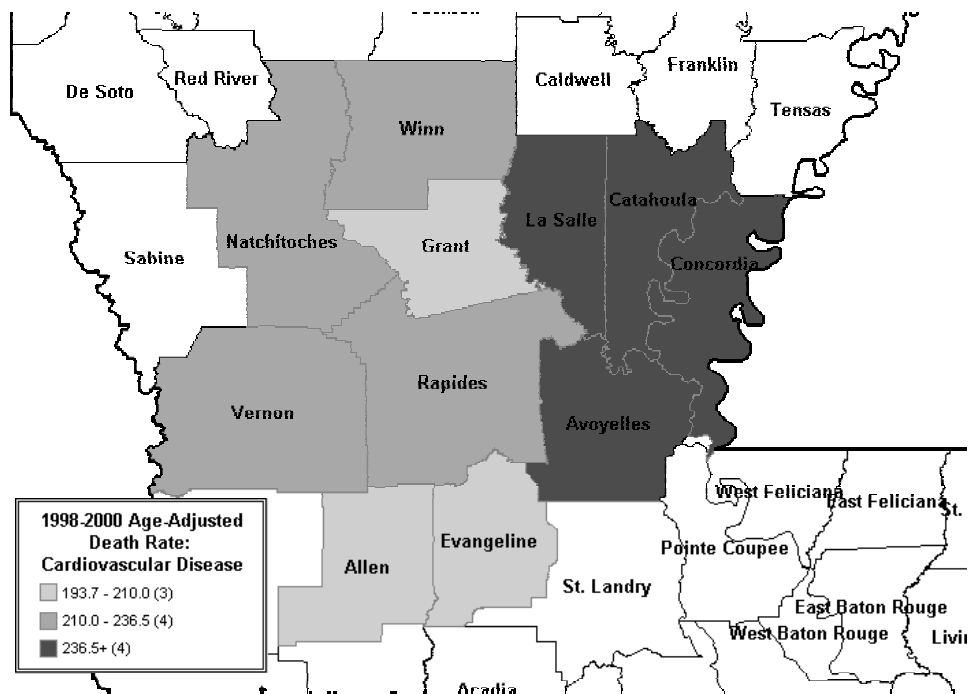 Red River
Franklin
De Soto
Caldwell
Tensas
Winn
Catahoula
La Salle
Natchitoches
Grant
Sabine
Concordia
Rapides
Vernon
Avoyelles
West Feliciana
East Feliciana
St.
1998-2000 Age-Adjusted
Death Rate:
Cardiovascular Disease
193.7 - 210.0 (3)
210.0 - 236.5 (4)
236.5+ (4)
Evangeline
Pointe Coupee
Allen
St. Landry
East Baton Rouge
West Baton Rouge
Livi
Acadia